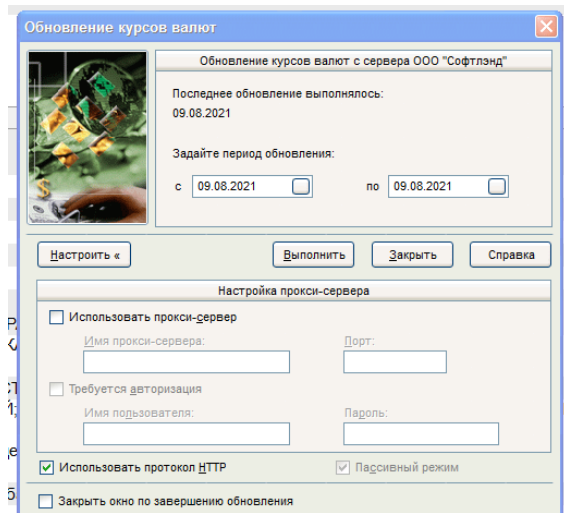 Обновление курсов валют
Обновление курсов валют с сервера ООО "Софтлэнд"
Последнее обновление выполнялось:
09.08.2021
Задайте период обновления:
с 09.08.2021 по 09.08.2021
Настроить « Выполнить Закрыть Справка
Настройка прокси-сервера
Использовать прокси-сервер
Имя прокси-сервера: Порт:
Требуется авторизация
Имя пользователя: Пароль:
Использовать протокол HTTP Пассивный режим
Закрыть окно по завершению обновления